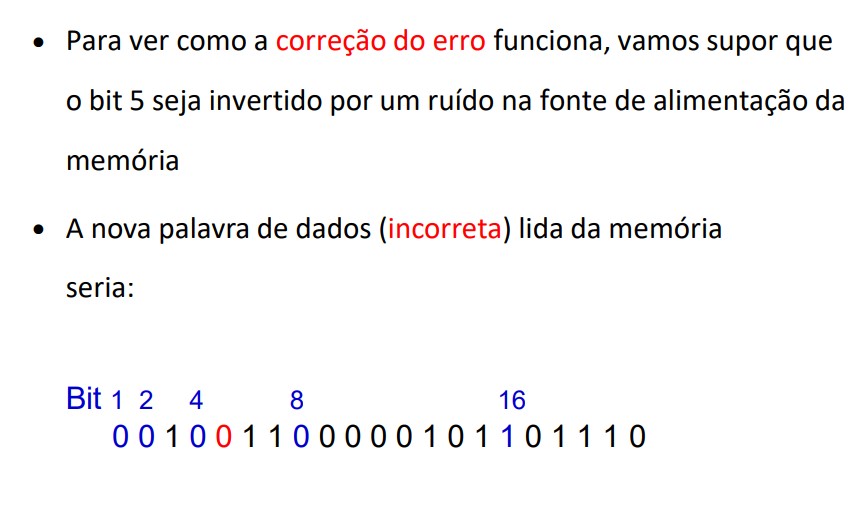 • Para ver como a correção do erro funciona, vamos supor que
o bit 5 seja invertido por um ruído na fonte de alimentação da
memória
• A nova palavra de dados (incorreta) lida da memória
seria:
Bit 1 2 4 8 16
0 0 1 0 0 1 1 0 0 0 0 0 1 0 1 1 0 1 1 1 0